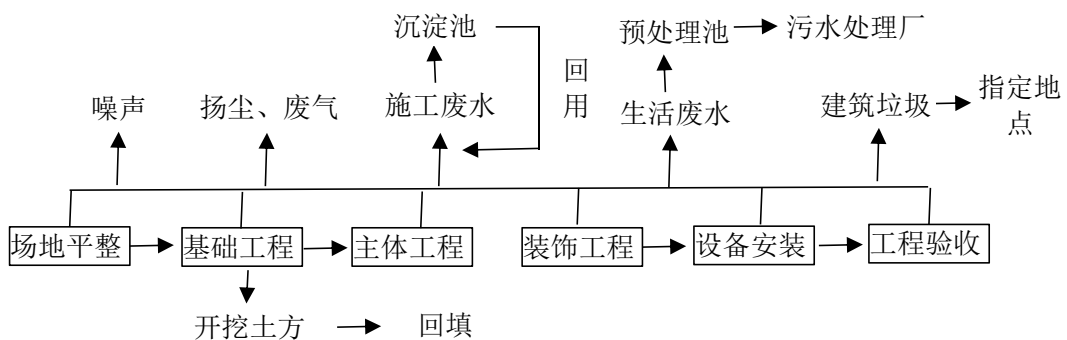 沉淀池
预处理池
污水处理厂
回
用
噪声
扬尘、废气
施工废水
生活废水
建筑垃圾
指定地
点
场地平整
基础工程
主体工程
装饰工程
设备安装
工程验收
开挖土方
回填